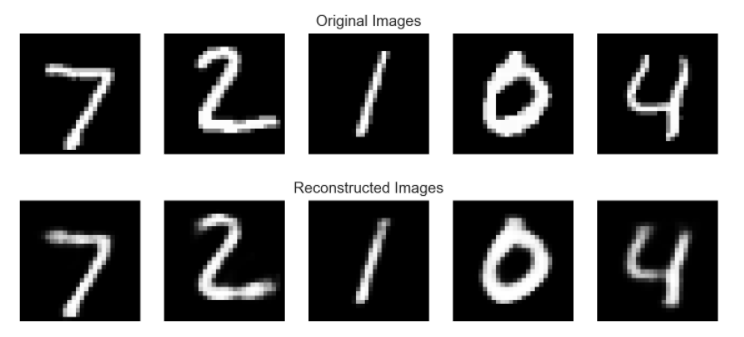 Original Images
7 2 1 0 4
Reconstructed Images
7 2 1 0 4